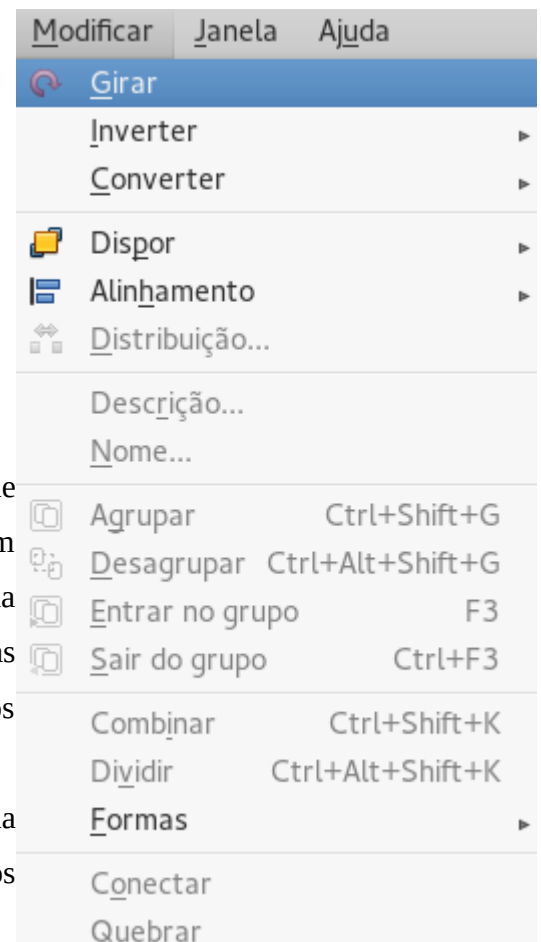 Modificar Janela Ajuda
Girar
Inverter
Converter
Dispor
Alinhamento
Distribuição...
Descrição...
Nome...
Agrupar Ctrl+Shift+G
Desagrupar Ctrl+Alt+Shift+G
Entrar no grupo F3
Sair do grupo Ctrl+F3
Combinar Ctrl+Shift+K
Dividir Ctrl+Alt+Shift+K
Formas
Conectar
Quebrar